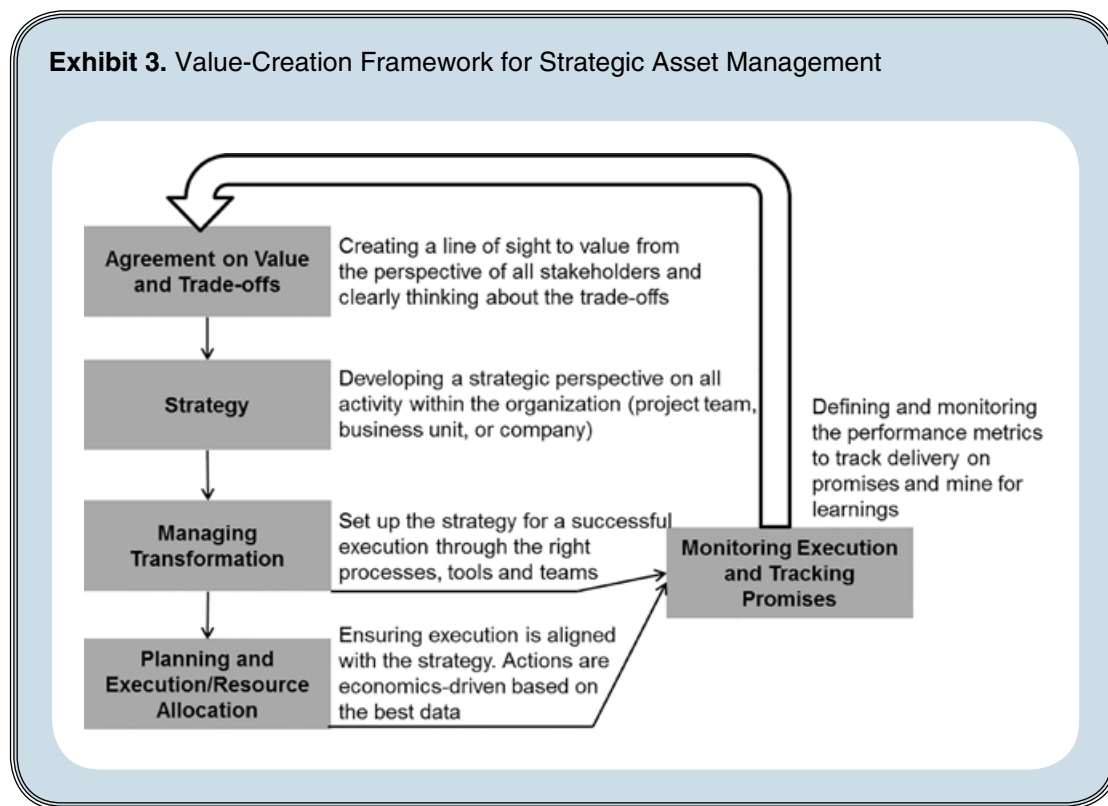 Exhibit 3. Value-Creation Framework for Strategic Asset Management
Agreement on Value
and Trade-offs
Creating a line of sight to value from
the perspective of all stakeholders and
clearly thinking about the trade-offs
Strategy
Developing a strategic perspective on all
activity within the organization (project team,
business unit, or company)
Managing
Transformation
Set up the strategy for a successful
execution through the right
processes, tools and teams
Planning and
Execution/Resource
Allocation
Ensuring execution is aligned
with the strategy. Actions are
economics-driven based on
the best data
Defining and monitoring
the performance metrics
to track delivery on
promises and mine for
learnings
Monitoring Execution
and Tracking
Promises